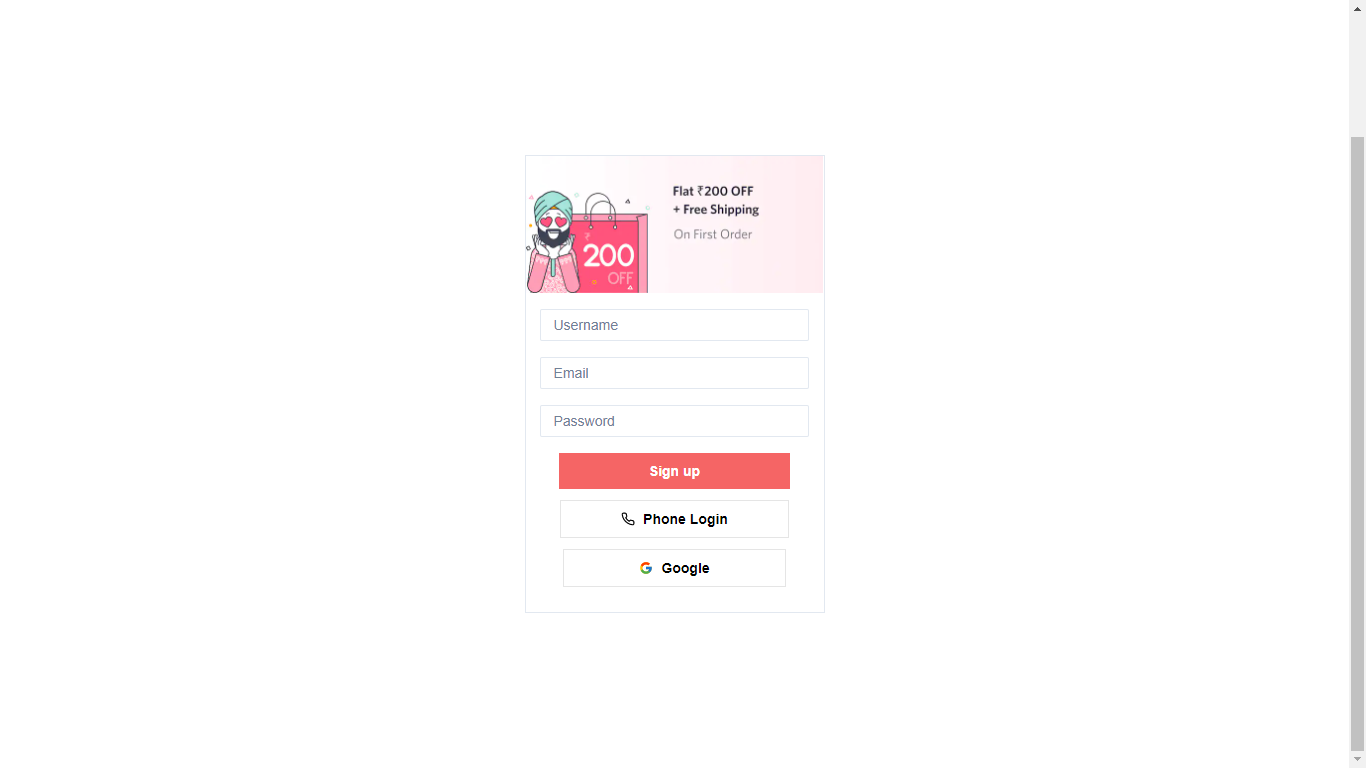 Flat ₹200 OFF
+ Free Shipping
On First Order
₹
200
OFF
Username
Email
Password
Sign up
Phone Login
Google